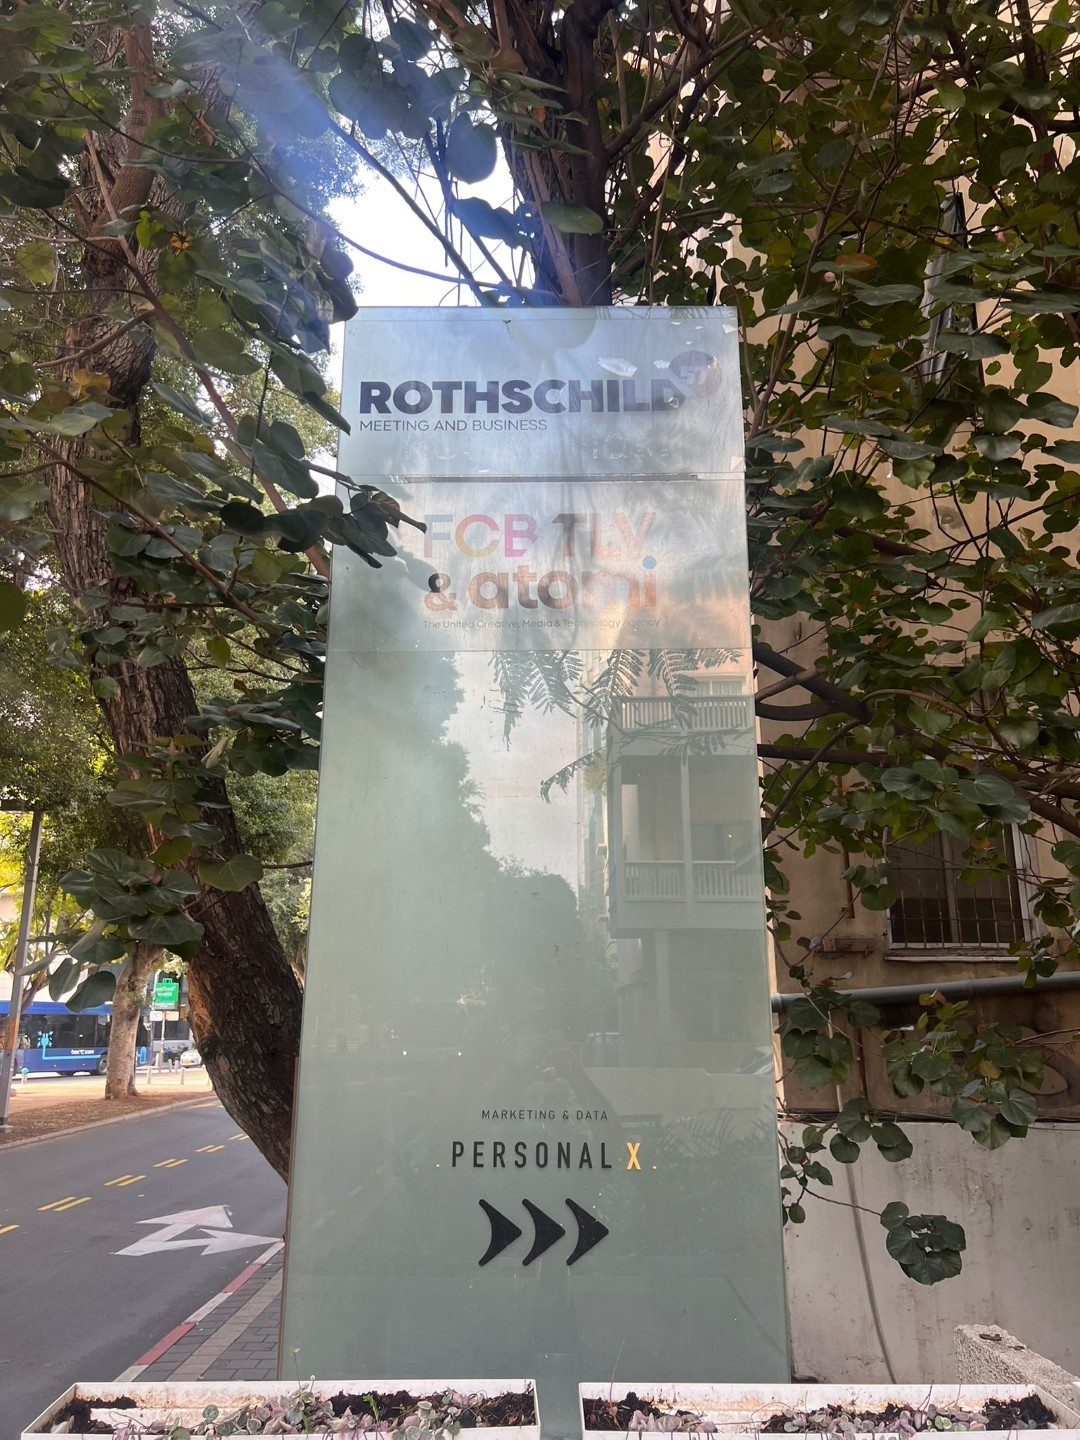 ROTHSCHILD
MEETING AND BUSINESS
FCB TLV
& atomi
The United Creative, Media & Technology Agency
MARKETING & DATA
. PERSONAL X .